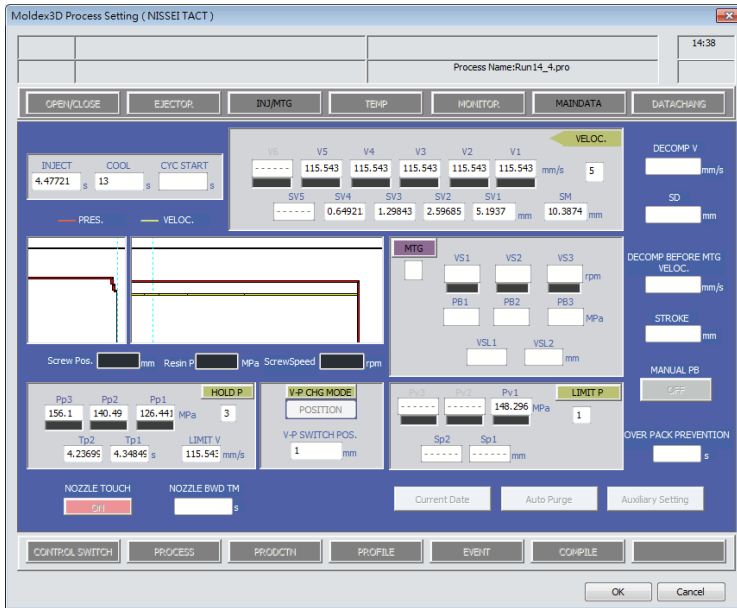 Moldex3D Process Setting ( NISSEI TACT )
14:38
Process Name:Run14_4.pro
OPEN/CLOSE EJECTOR INJ/MTG TEMP MONITOR MAINDATA DATACHANG
VELOC.
V6 V5 V4 V3 V2 V1
------ 115.543 115.543 115.543 115.543 115.543 mm/s 5
SV5 SV4 SV3 SV2 SV1 SM
------ 0.64921 1.29843 2.59685 5.1937 mm 10.3874 mm
INJECT COOL CYC START
4.47721 s 13 s s
PRES. VELOC.
DECOMP V
mm/s
SD
mm
MTG
VS1 VS2 VS3
rpm
PB1 PB2 PB3
MPa
VSL1 VSL2
mm
DECOMP BEFORE MTG
VELOC.
mm/s
STROKE
mm
MANUAL PB
OFF
Screw Pos. mm Resin P MPa ScrewSpeed rpm
HOLD P
Pp3 Pp2 Pp1
156.1 140.49 126.441 MPa 3
Tp2 Tp1 LIMIT V
4.23699 4.34849 s 115.543 mm/s
V-P CHG MODE
POSITION
V-P SWITCH POS.
1 mm
LIMIT P
Pv3 Pv2 Pv1
------ ------ 148.296 MPa 1
Sp2 Sp1
------ ------ mm
OVER PACK PREVENTION
s
NOZZLE TOUCH NOZZLE BWD TM
ON s
Current Date Auto Purge Auxiliary Setting
CONTROL SWITCH PROCESS PRODCTN PROFILE EVENT COMPILE
OK Cancel